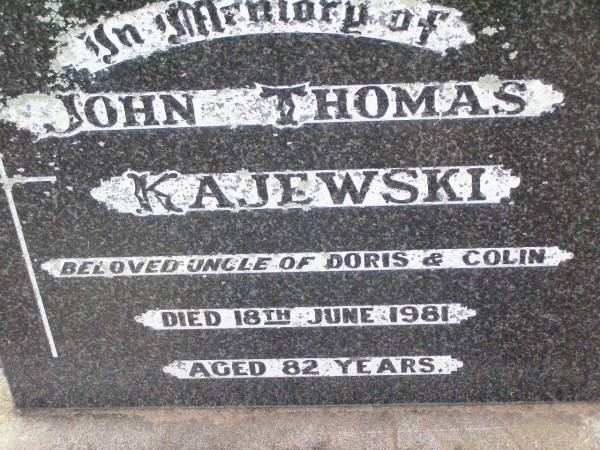 In Memory of
JOHN THOMAS
KAJEWSKI
BELOVED UNCLE OF DORIS & COLIN
DIED 18TH JUNE 1981
AGED 82 YEARS.